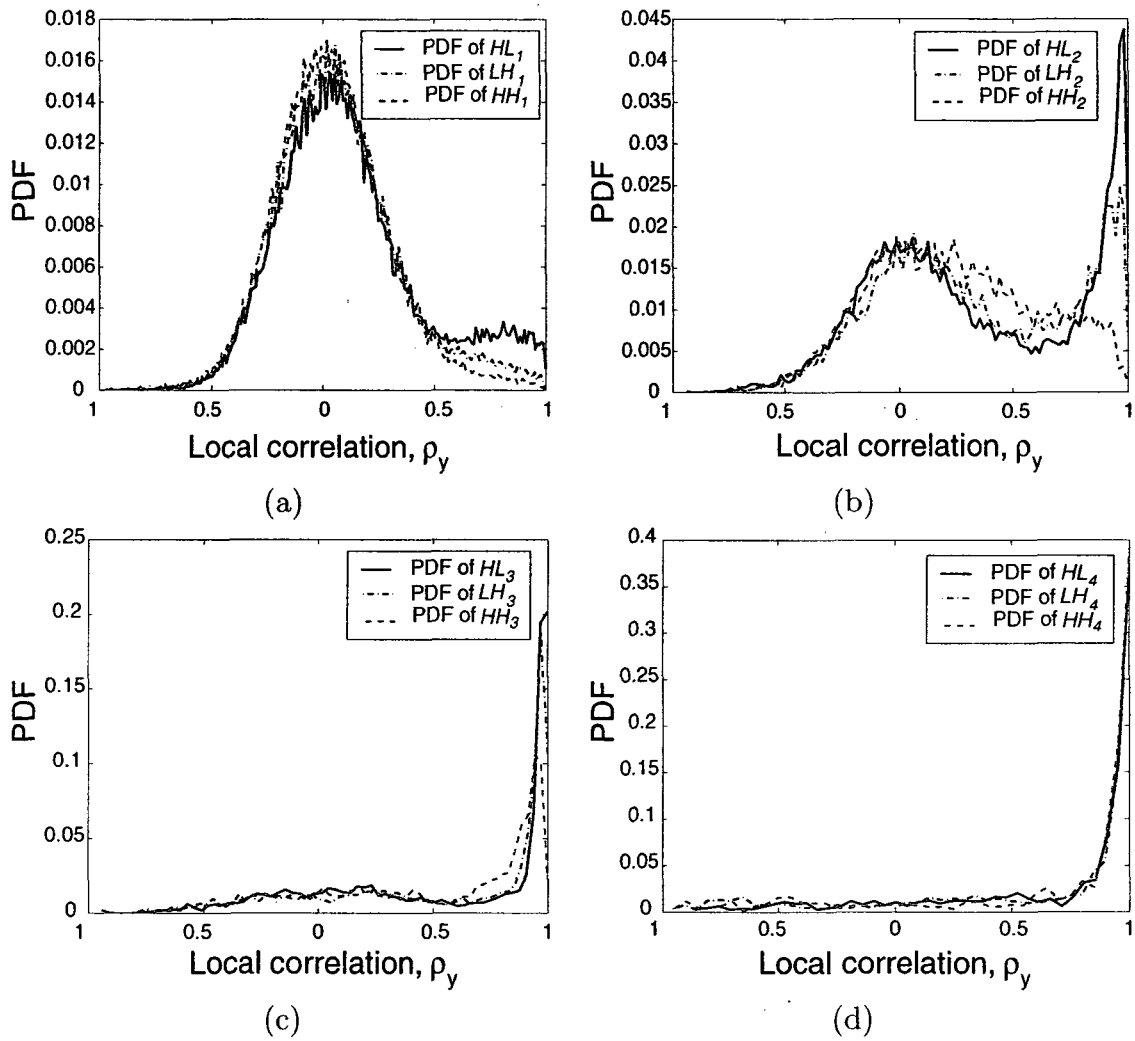 0.018
0.016
0.014
0.012
0.01
0.008
0.006
0.004
0.002
0
PDF
PDF of HL₁
PDF of LH₁
PDF of HH₁
1 0.5 0 0.5 1
Local correlation, ρy
(a)
0.045
0.04
0.035
0.03
0.025
0.02
0.015
0.01
0.005
0
PDF
PDF of HL₂
PDF of LH₂
PDF of HH₂
1 0.5 0 0.5 1
Local correlation, ρy
(b)
0.25
0.2
0.15
0.1
0.05
0
PDF
PDF of HL₃
PDF of LH₃
PDF of HH₃
1 0.5 0 0.5 1
Local correlation, ρy
(c)
0.4
0.35
0.3
0.25
0.2
0.15
0.1
0.05
0
PDF
PDF of HL₄
PDF of LH₄
PDF of HH₄
1 0.5 0 0.5 1
Local correlation, ρy
(d)